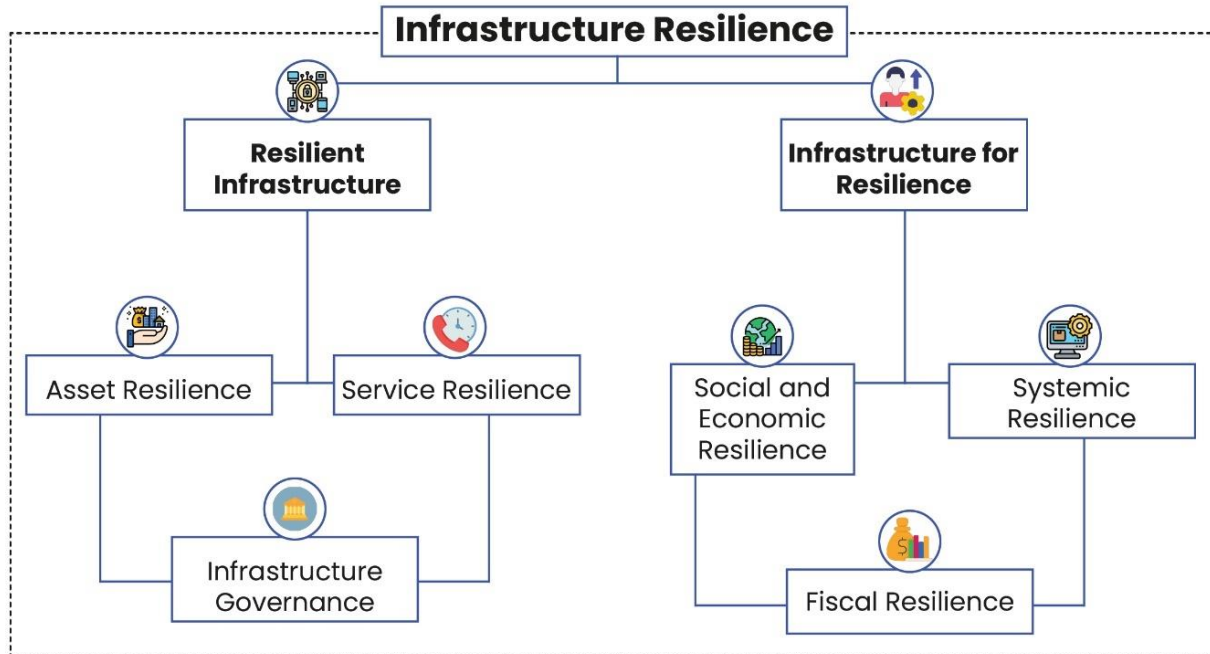 Infrastructure Resilience
Resilient
Infrastructure
Infrastructure for
Resilience
Asset Resilience
Service Resilience
Social and
Economic
Resilience
Systemic
Resilience
Infrastructure
Governance
$
$
Fiscal Resilience